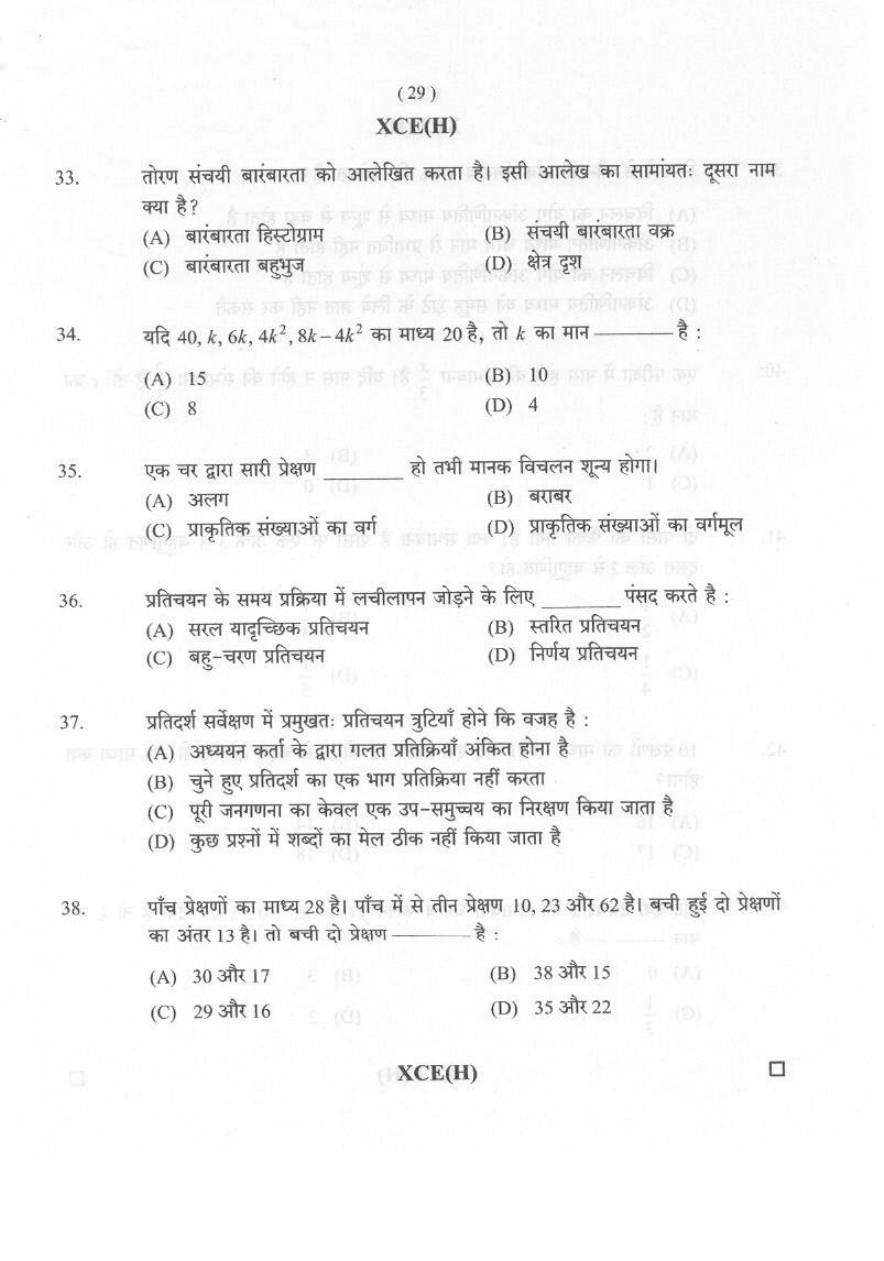 ( 29 )
XCE(H)
33. तोरण संचयी बारंबारता को आलेखित करता है। इसी आलेख का सामांयतः दूसरा नाम
क्या है?
(A) बारंबारता हिस्टोग्राम (B) संचयी बारंबारता वक्र
(C) बारंबारता बहुभुज (D) क्षेत्र दृश
34. यदि 40, k, 6k, 4k², 8k – 4k² का माध्य 20 है, तो k का मान ———— है :
(A) 15 (B) 10
(C) 8 (D) 4
35. एक चर द्वारा सारी प्रेक्षण ________ हो तभी मानक विचलन शून्य होगा।
(A) अलग (B) बराबर
(C) प्राकृतिक संख्याओं का वर्ग (D) प्राकृतिक संख्याओं का वर्गमूल
36. प्रतिचयन के समय प्रक्रिया में लचीलापन जोड़ने के लिए ________ पंसद करते है :
(A) सरल यादृच्छिक प्रतिचयन (B) स्तरित प्रतिचयन
(C) बहु-चरण प्रतिचयन (D) निर्णय प्रतिचयन
37. प्रतिदर्श सर्वेक्षण में प्रमुखतः प्रतिचयन त्रुटियाँ होने कि वजह है :
(A) अध्ययन कर्ता के द्वारा गलत प्रतिक्रियाँ अंकित होना है
(B) चुने हुए प्रतिदर्श का एक भाग प्रतिक्रिया नहीं करता
(C) पूरी जनगणना का केवल एक उप-समुच्चय का निरक्षण किया जाता है
(D) कुछ प्रश्नों में शब्दों का मेल ठीक नहीं किया जाता है
38. पाँच प्रेक्षणों का माध्य 28 है। पाँच में से तीन प्रेक्षण 10, 23 और 62 है। बची हुई दो प्रेक्षणों
का अंतर 13 है। तो बची दो प्रेक्षण ———— है :
(A) 30 और 17 (B) 38 और 15
(C) 29 और 16 (D) 35 और 22
XCE(H)